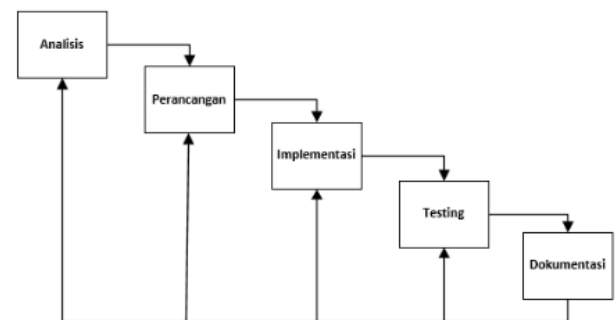 Analisis
Perancangan
Implementasi
Testing
Dokumentasi